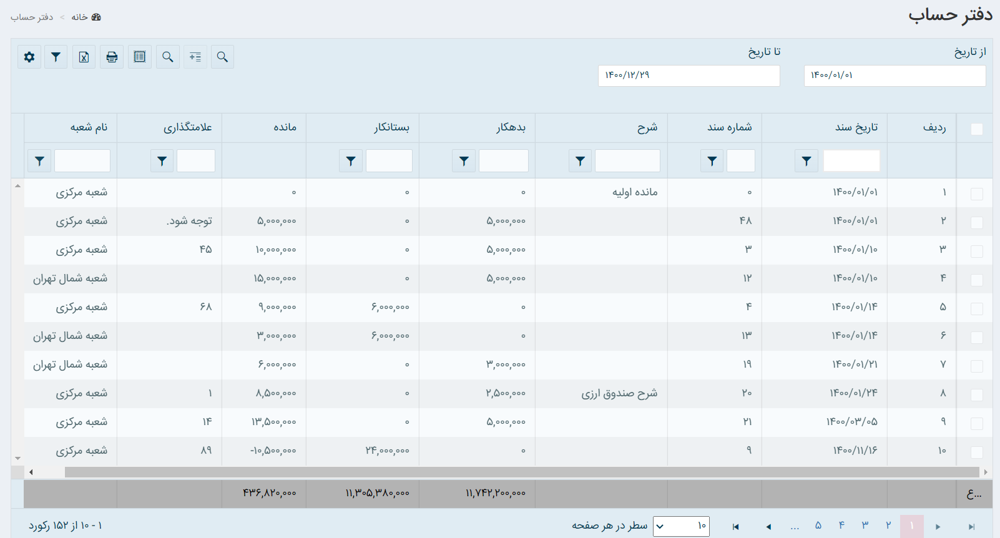 دفتر حساب
خانه > دفتر حساب
از تاریخ تا تاریخ
۱۴۰۰/۰۱/۰۱ ۱۴۰۰/۱۲/۲۹
ردیف تاریخ سند شماره سند شرح بدهکار بستانکار مانده علامتگذاری نام شعبه
۱ ۱۴۰۰/۰۱/۰۱ ۰ مانده اولیه ۰ ۰ ۰ شعبه مرکزی
۲ ۱۴۰۰/۰۱/۰۱ ۴۸ ۵,۰۰۰,۰۰۰ ۰ ۵,۰۰۰,۰۰۰ توجه شود. شعبه مرکزی
۳ ۱۴۰۰/۰۱/۱۰ ۳ ۵,۰۰۰,۰۰۰ ۰ ۱۰,۰۰۰,۰۰۰ ۴۵ شعبه مرکزی
۴ ۱۴۰۰/۰۱/۱۰ ۱۲ ۵,۰۰۰,۰۰۰ ۰ ۱۵,۰۰۰,۰۰۰ شعبه شمال تهران
۵ ۱۴۰۰/۰۱/۱۴ ۴ ۰ ۶,۰۰۰,۰۰۰ ۹,۰۰۰,۰۰۰ ۶۸ شعبه مرکزی
۶ ۱۴۰۰/۰۱/۱۴ ۱۳ ۰ ۶,۰۰۰,۰۰۰ ۳,۰۰۰,۰۰۰ شعبه شمال تهران
۷ ۱۴۰۰/۰۱/۲۱ ۱۹ ۳,۰۰۰,۰۰۰ ۰ ۶,۰۰۰,۰۰۰ شعبه شمال تهران
۸ ۱۴۰۰/۰۱/۲۴ ۲۰ شرح صندوق ارزی ۲,۵۰۰,۰۰۰ ۰ ۸,۵۰۰,۰۰۰ ۱ شعبه مرکزی
۹ ۱۴۰۰/۰۳/۰۵ ۲۱ ۵,۰۰۰,۰۰۰ ۰ ۱۳,۵۰۰,۰۰۰ ۱۴ شعبه مرکزی
۱۰ ۱۴۰۰/۱۱/۱۶ ۹ ۰ ۲۴,۰۰۰,۰۰۰ -۱۰,۵۰۰,۰۰۰ ۸۹ شعبه مرکزی
...ع ۱۱,۷۴۲,۲۰۰,۰۰۰ ۱۱,۳۰۵,۳۸۰,۰۰۰ ۴۳۶,۸۲۰,۰۰۰
۱ ۲ ۳ ۴ ۵ ... ۱۰ سطر در هر صفحه ۱ - ۱۰ از ۱۵۲ رکورد